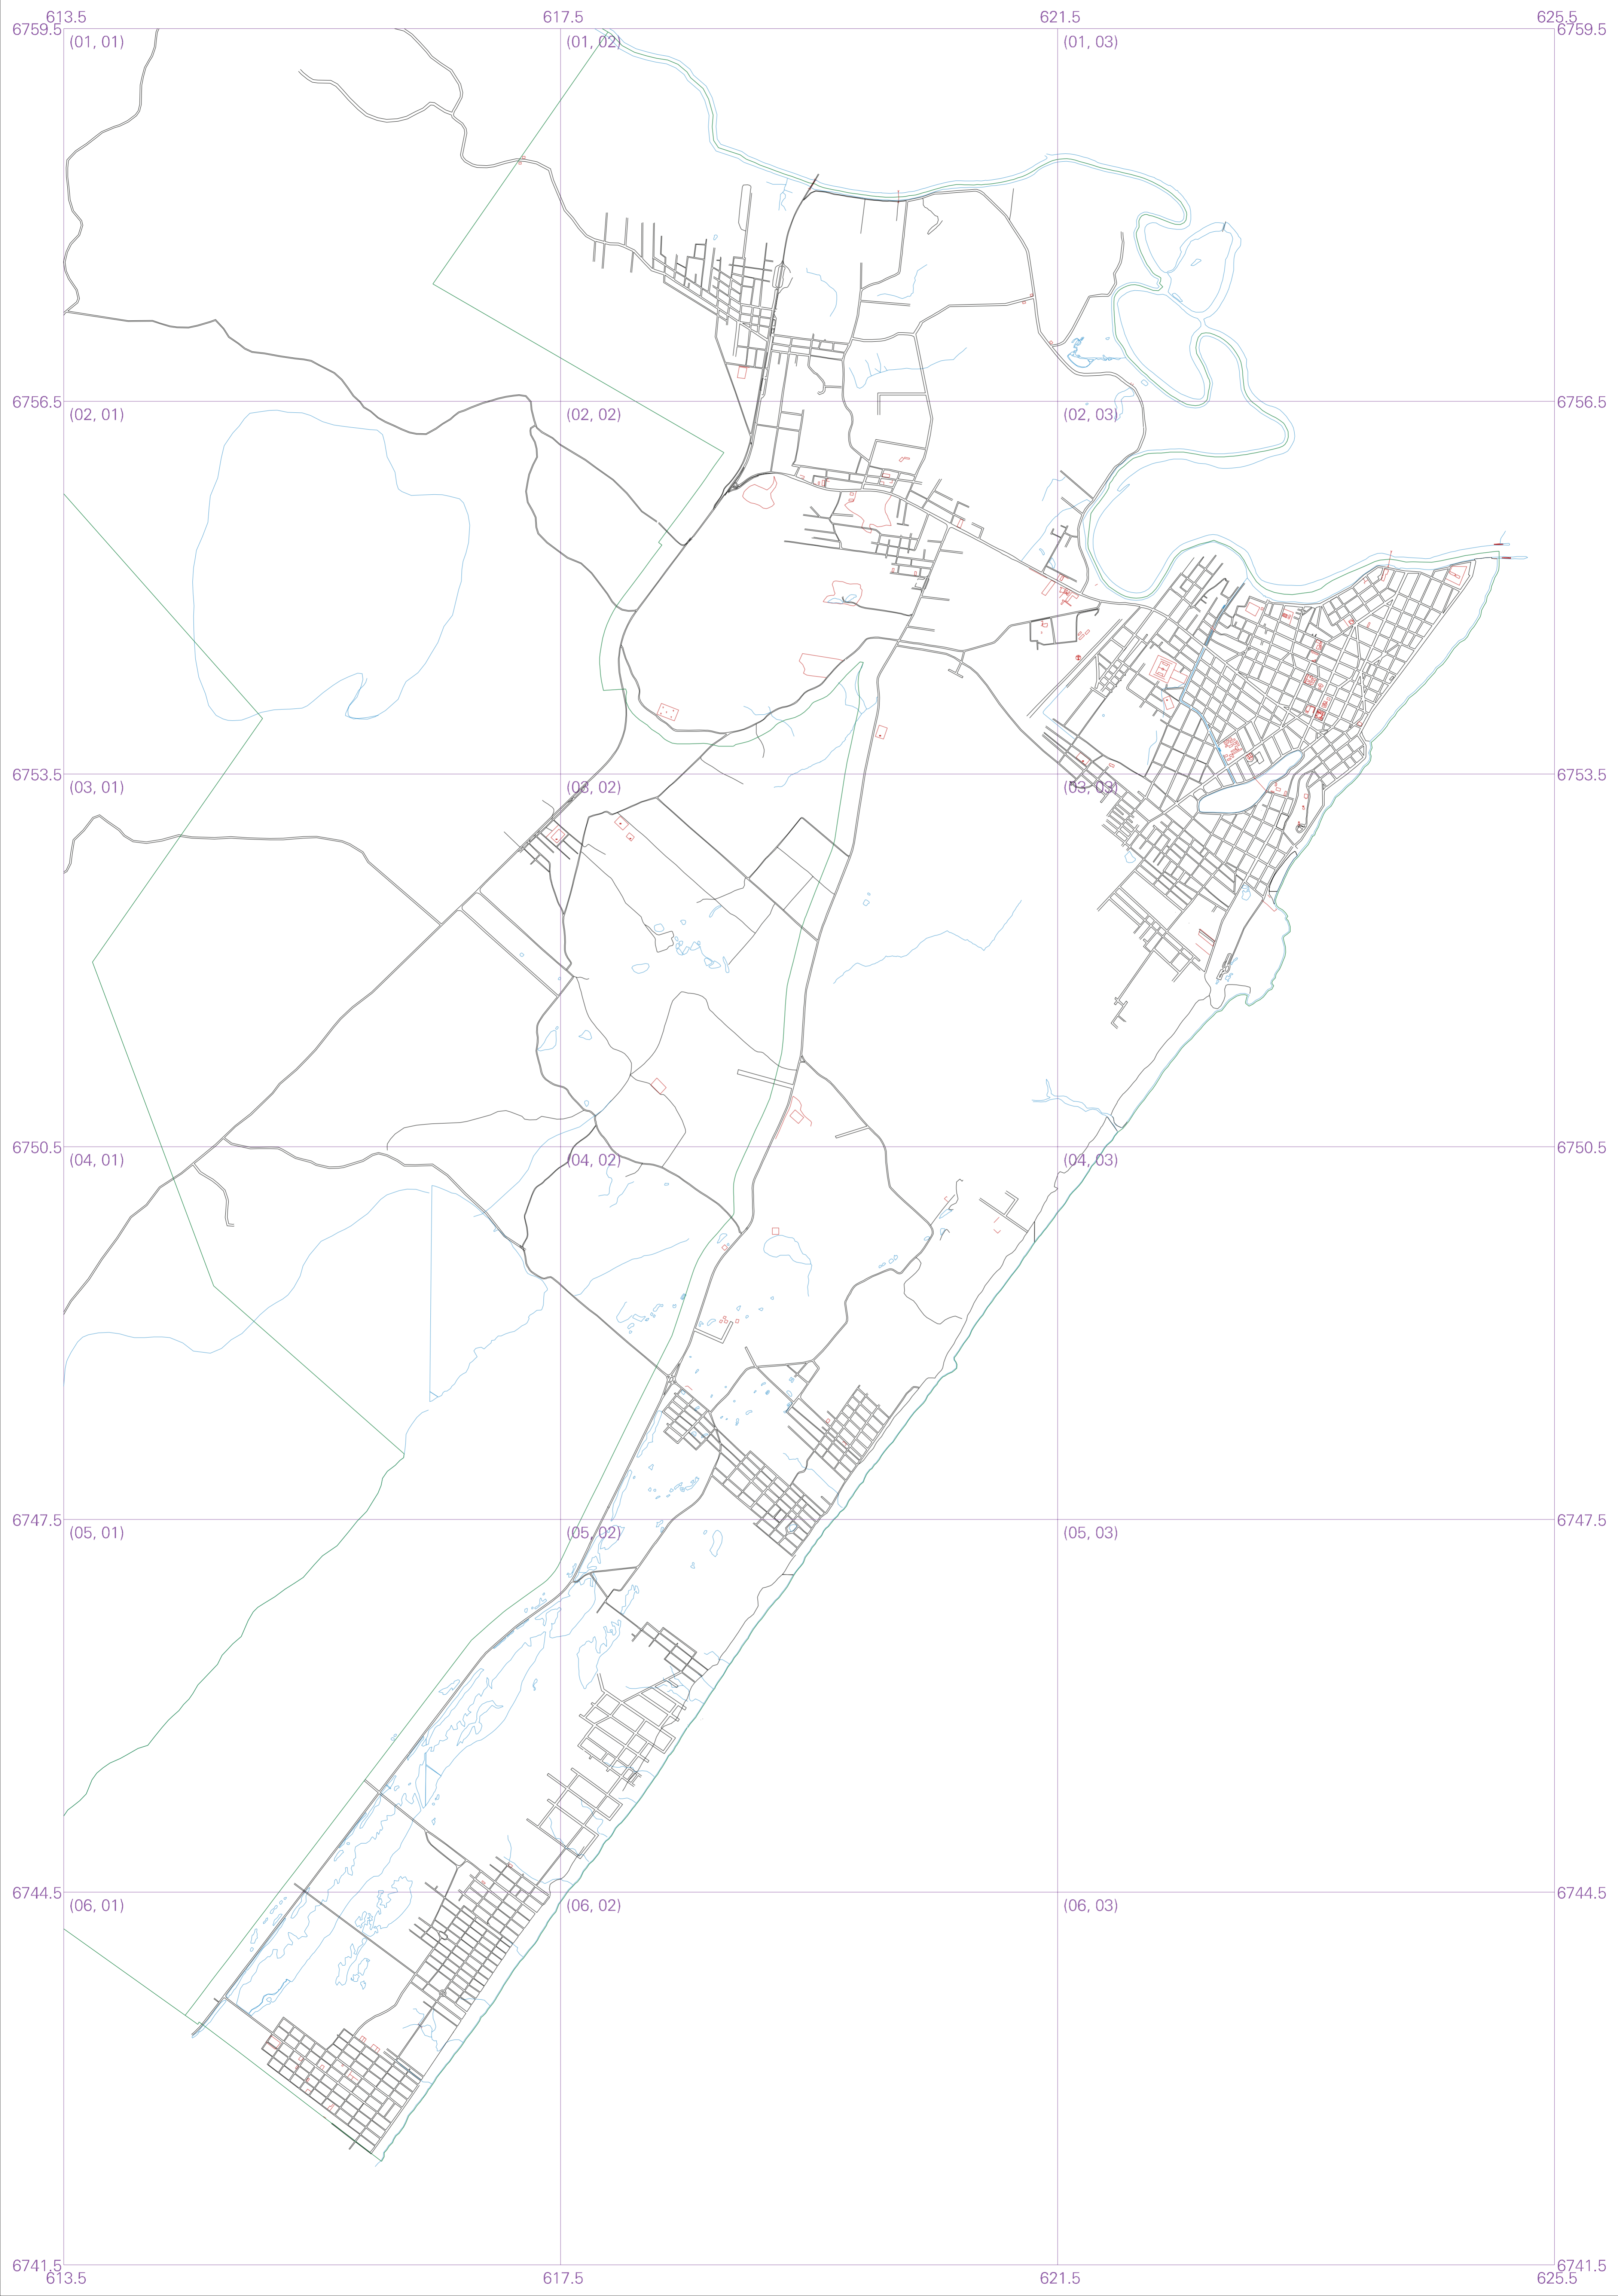 613.5 617.5 621.5 625.5
6759.5 6759.5
(01, 01) (01, 02) (01, 03)
6756.5 6756.5
(02, 01) (02, 02) (02, 03)
6753.5 6753.5
(03, 01) (03, 02) (03, 03)
6750.5 6750.5
(04, 01) (04, 02) (04, 03)
6747.5 6747.5
(05, 01) (05, 02) (05, 03)
6744.5 6744.5
(06, 01) (06, 02) (06, 03)
6741.5 6741.5
613.5 617.5 621.5 625.5